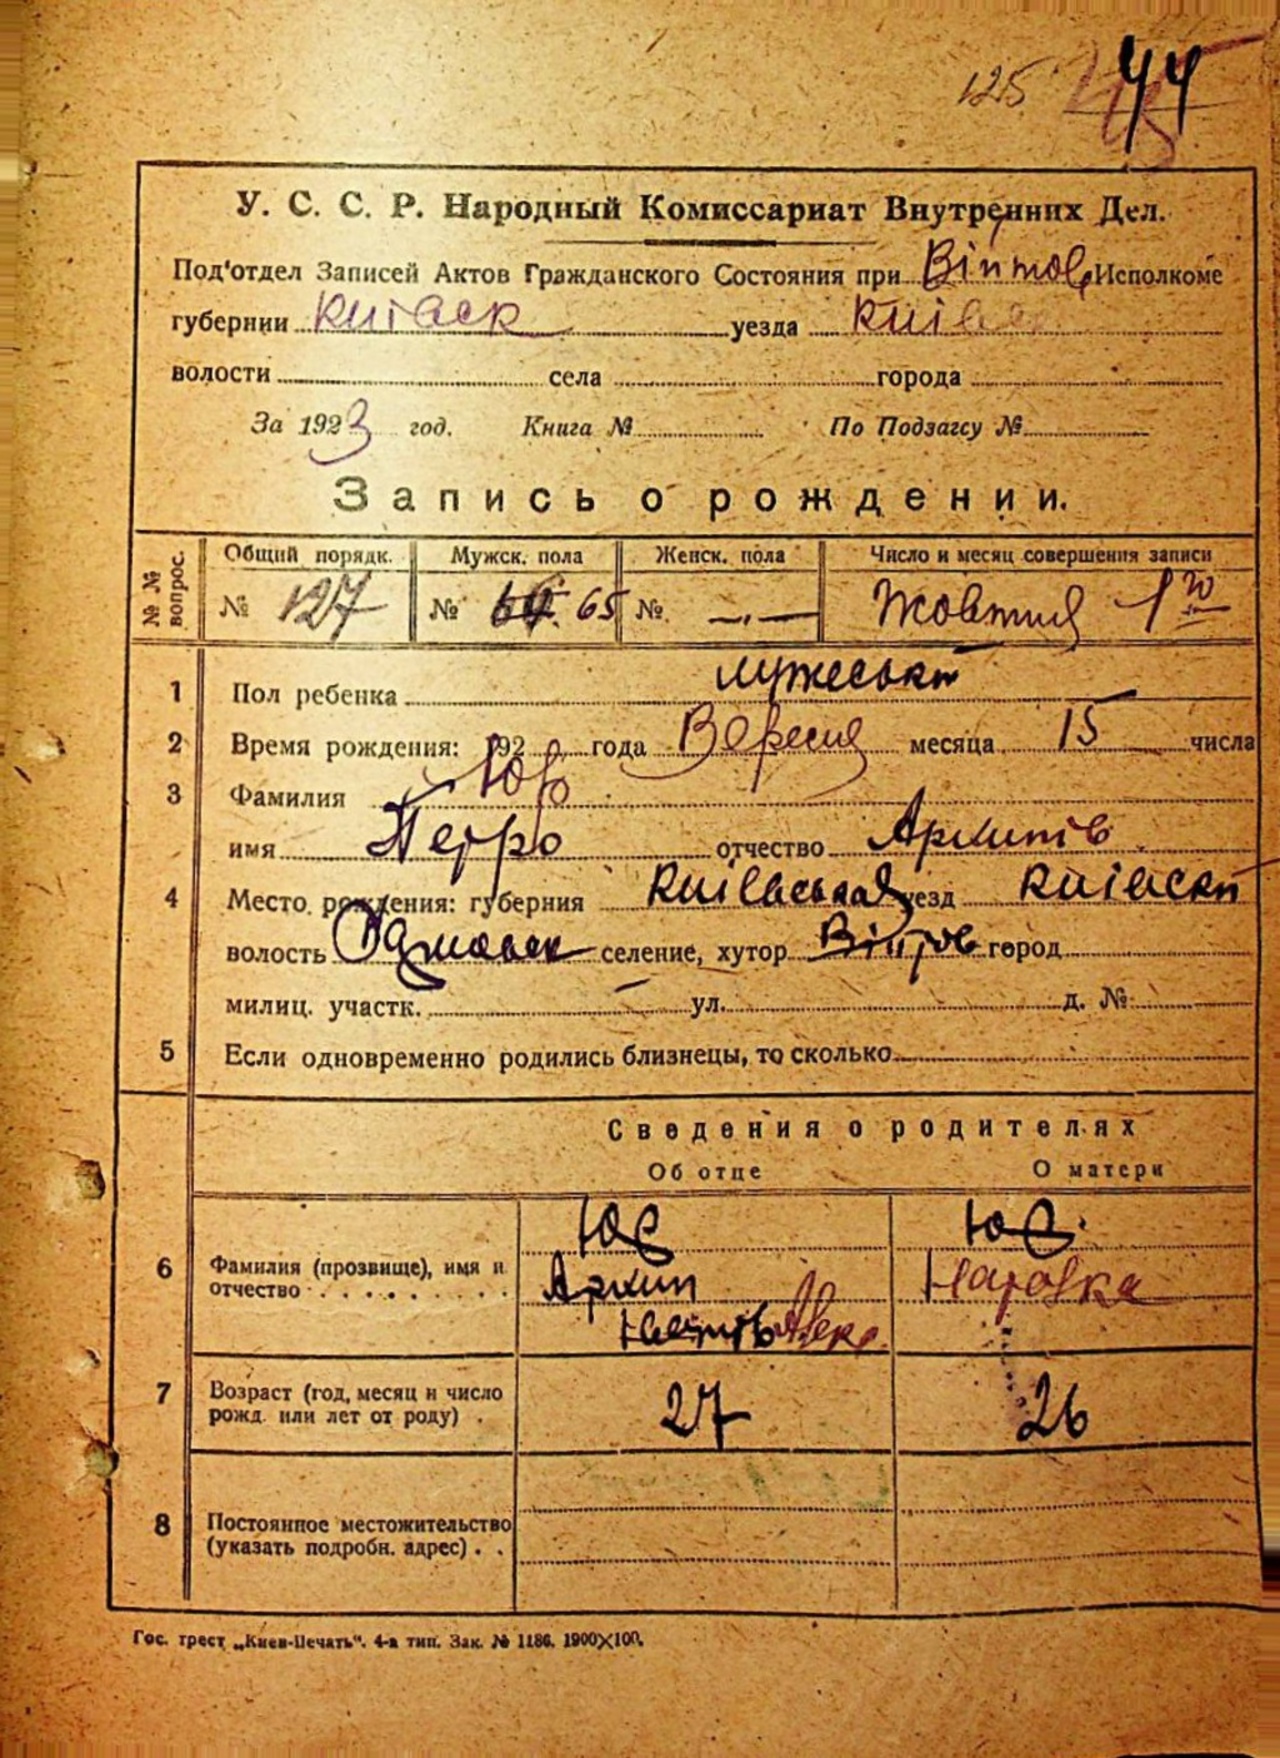 125 44
У. С. С. Р. Народный Комиссариат Внутренних Дел.
Под'отдел Записей Актов Гражданского Состояния при Исполкоме
губернии Київськ уезда Київс
волости села города
За 1923 год. Книга № По Подзагсу №
Запись о рождении.
№№ вопрос. Общий порядк. Мужск. пола Женск. пола Число и месяц совершения записи
№ 127 № 65 № —.— Жовтня 1го
1 Пол ребенка мужеський
2 Время рождения: 192 года Вересня месяца 15 числа
3 Фамилия Юр
имя Петро отчество Архипів
4 Место рождения: губерния Київська уезд Київськ
волость селение, хутор город
милиц. участк. ул. д. №
5 Если одновременно родились близнецы, то сколько
Сведения о родителях
Об отце О матери
6 Фамилия (прозвище), имя и отчество Юр Юр
Архип
7 Возраст (год, месяц и число рожд. или лет от роду) 27 26
8 Постоянное местожительство (указать подробн. адрес)
Гос. трест „Киев-Печать". 4-я тип. Зак. № 1186. 1900×100.